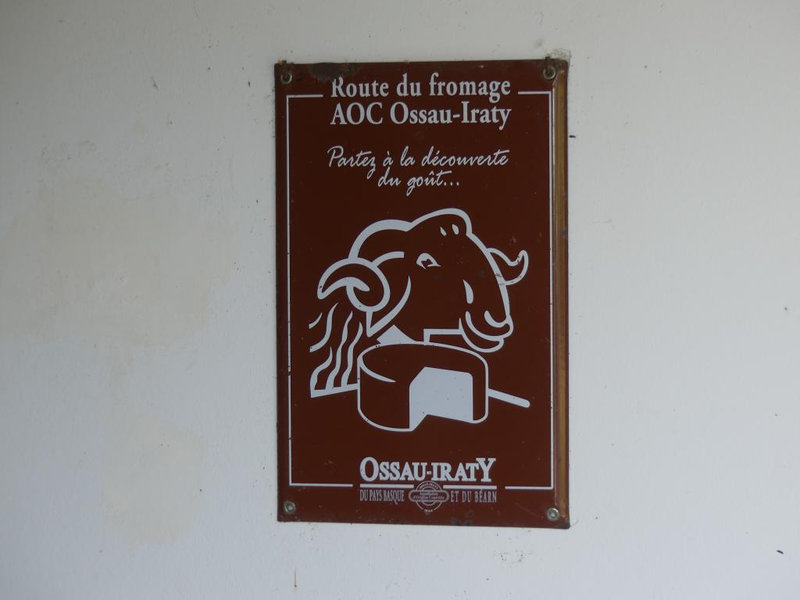 Route du fromage
AOC Ossau-Iraty
Partez à la découverte
du goût...
OSSAU-IRATY
DU PAYS BASQUE ET DU BÉARN